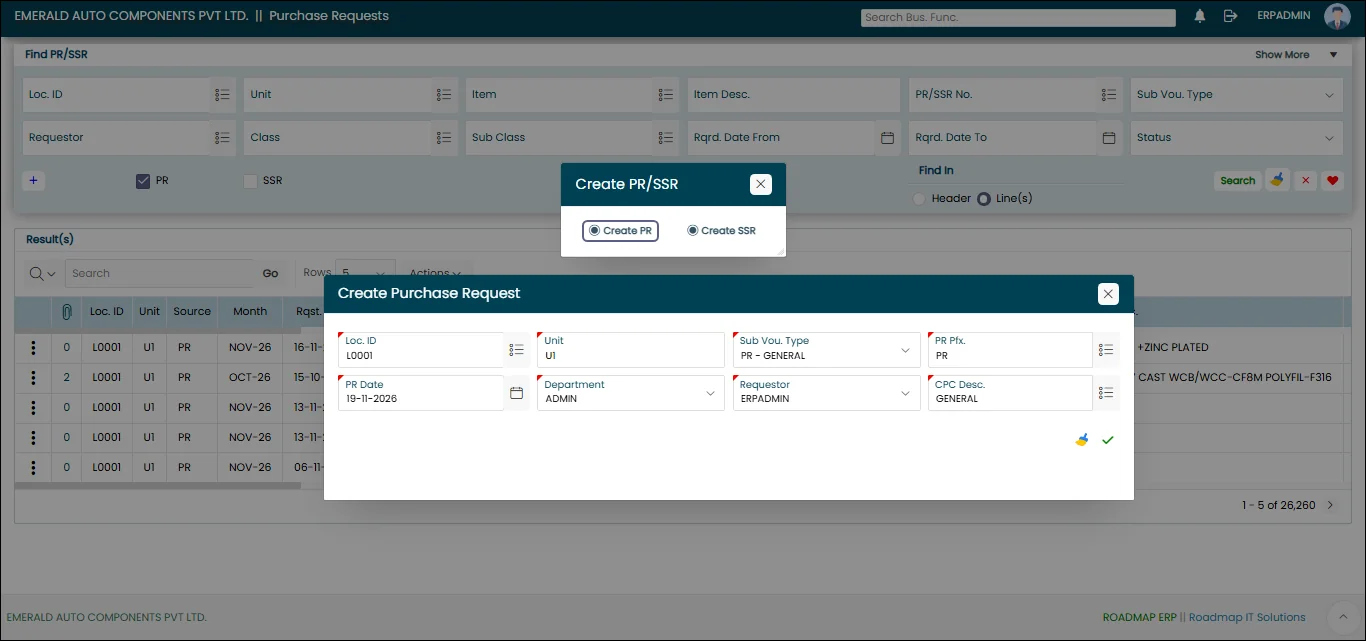 EMERALD AUTO COMPONENTS PVT LTD. || Purchase Requests
Search Bus. Func.
ERPADMIN
Find PR/SSR
Show More
Loc. ID
Unit
Item
Item Desc.
PR/SSR No.
Sub Vou. Type
Requestor
Class
Sub Class
Rqrd. Date From
Rqrd. Date To
Status
+
PR
SSR
Find In
Header
Line(s)
Search
Create PR/SSR
Create PR
Create SSR
Result(s)
Search
Go
Rows
5
Actions
Create Purchase Request
Loc. ID
L0001
Unit
U1
Sub Vou. Type
PR - GENERAL
PR Pfx.
PR
PR Date
19-11-2026
Department
ADMIN
Requestor
ERPADMIN
CPC Desc.
GENERAL
Loc. ID Unit Source Month Rqst.
0 L0001 U1 PR NOV-26 16-11- +ZINC PLATED
2 L0001 U1 PR OCT-26 15-10- CAST WCB/WCC-CF8M POLYFIL-F316
0 L0001 U1 PR NOV-26 13-11-
0 L0001 U1 PR NOV-26 13-11-
0 L0001 U1 PR NOV-26 06-11-
1 - 5 of 26,260
EMERALD AUTO COMPONENTS PVT LTD.
ROADMAP ERP || Roadmap IT Solutions